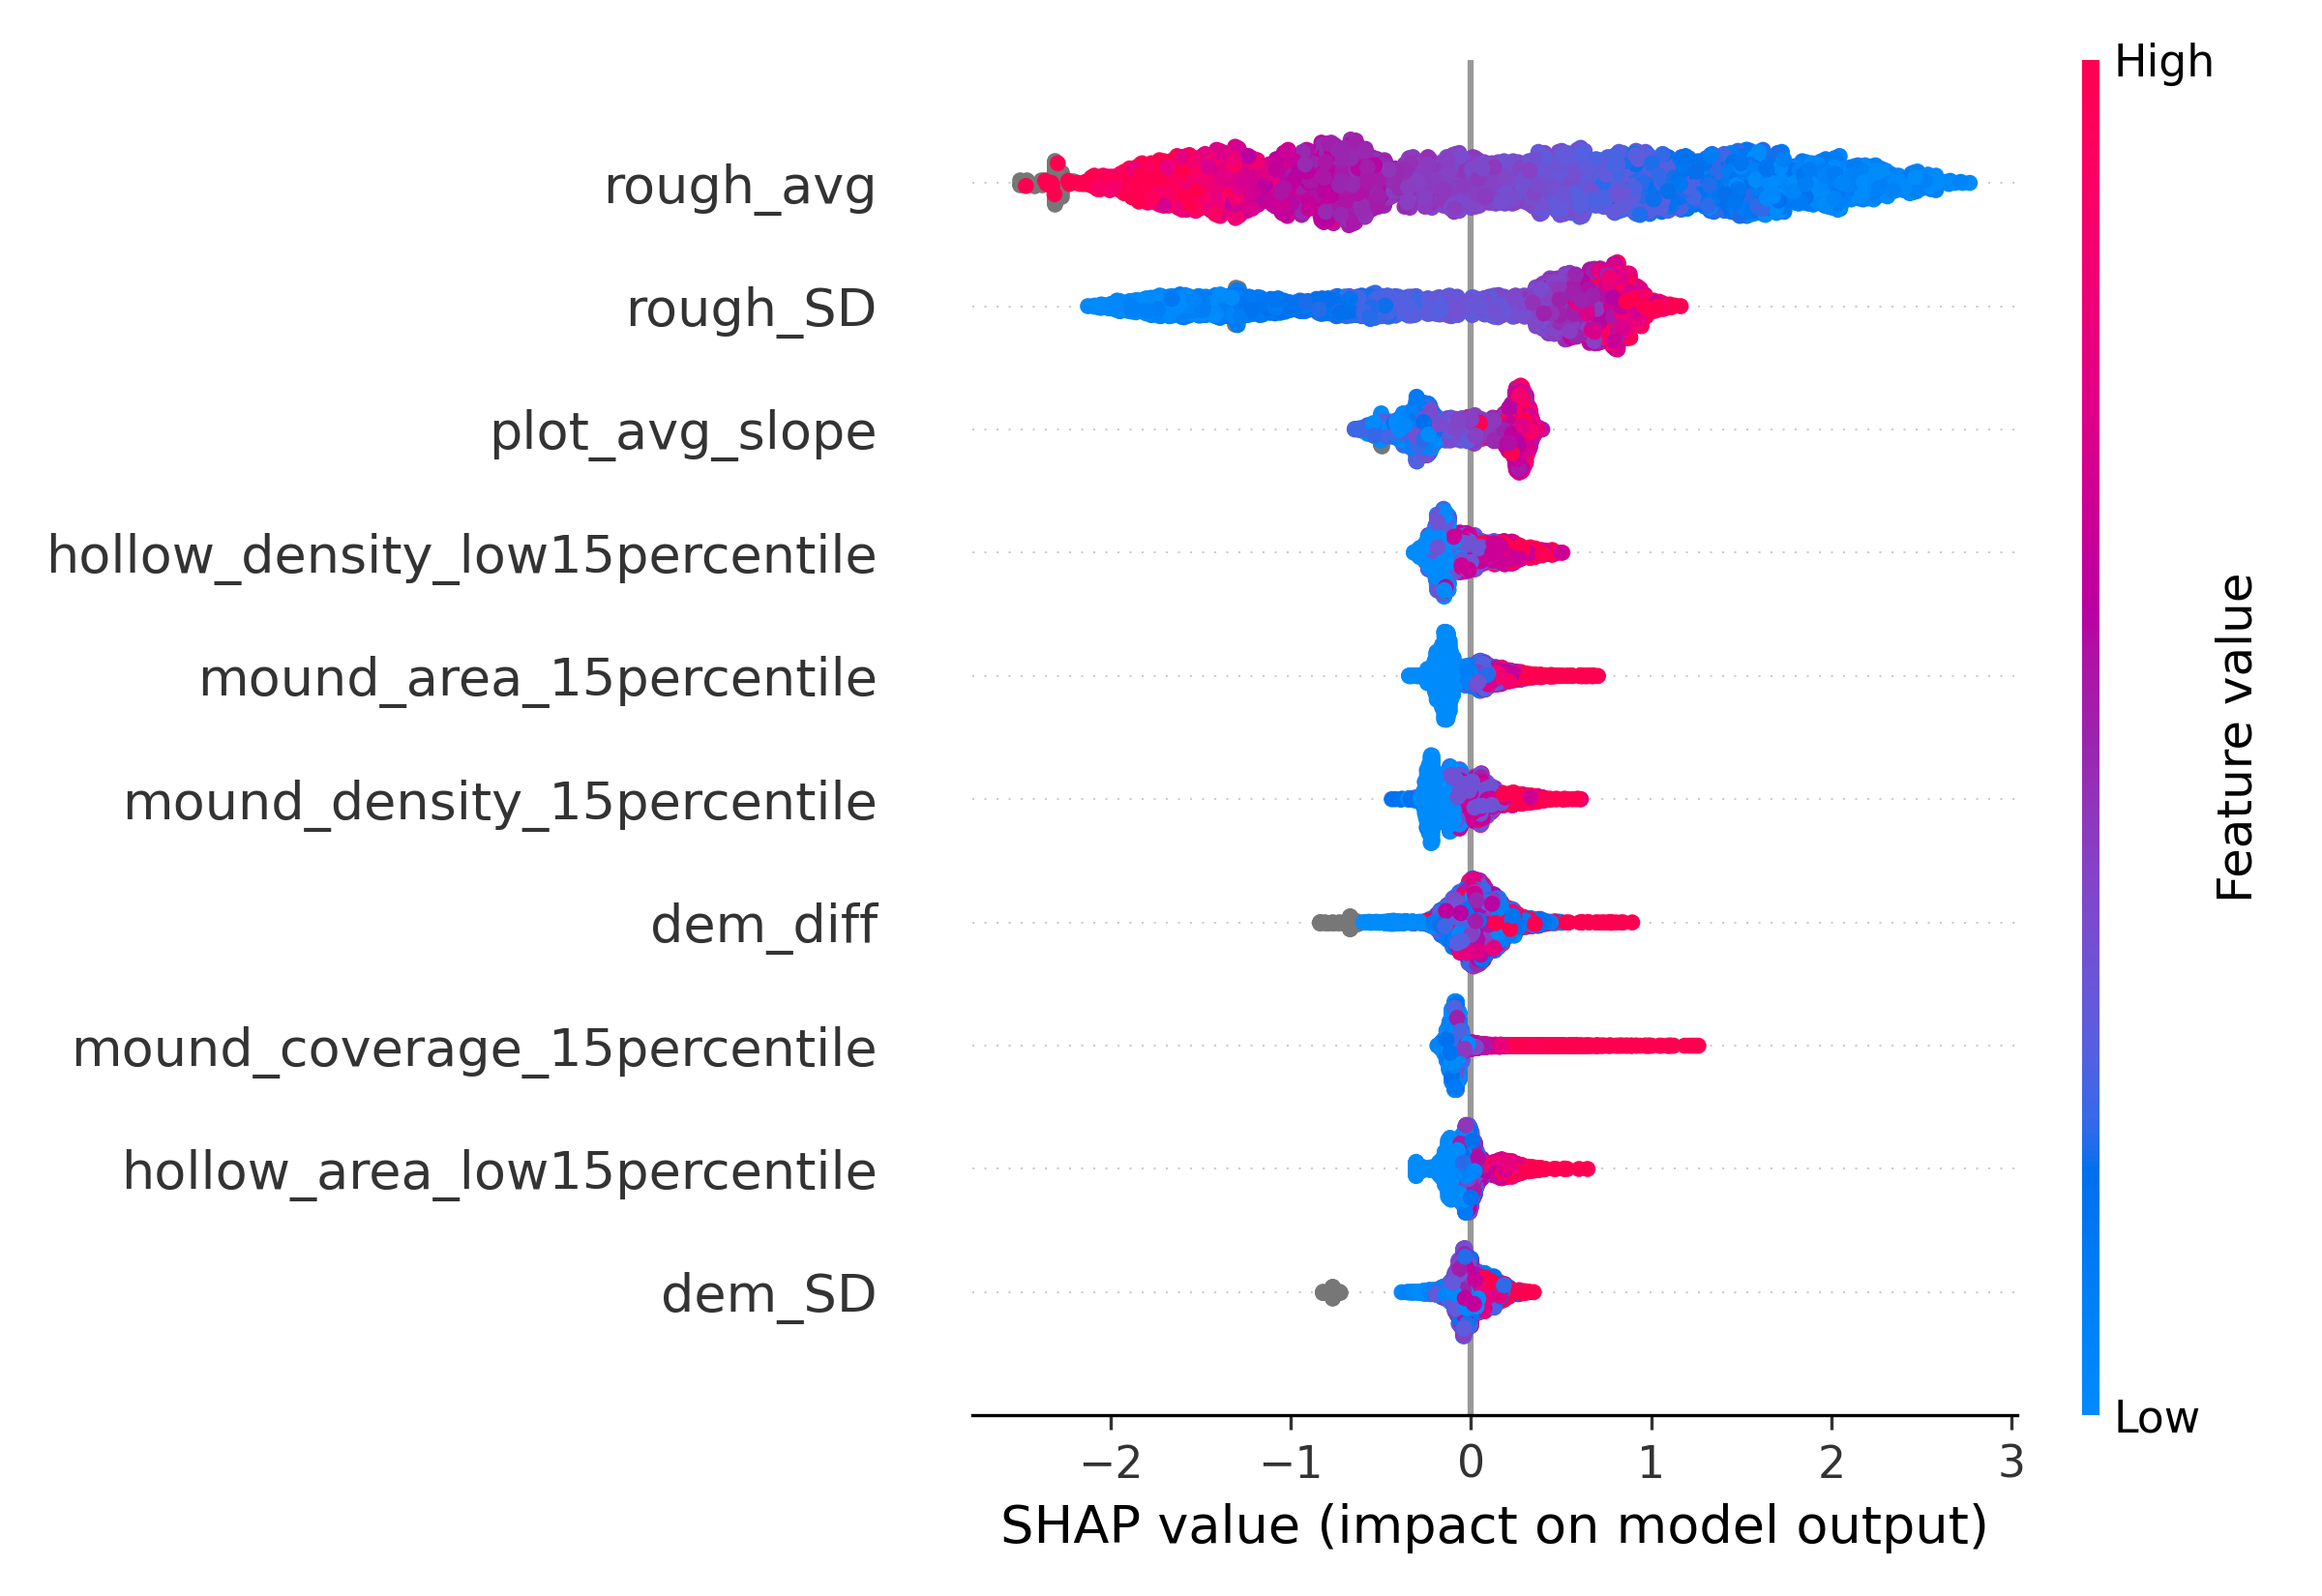 High
rough_avg
rough_SD
plot_avg_slope
hollow_density_low15percentile
mound_area_15percentile
mound_density_15percentile
dem_diff
mound_coverage_15percentile
hollow_area_low15percentile
dem_SD
Feature value
Low
−2 −1 0 1 2 3
SHAP value (impact on model output)